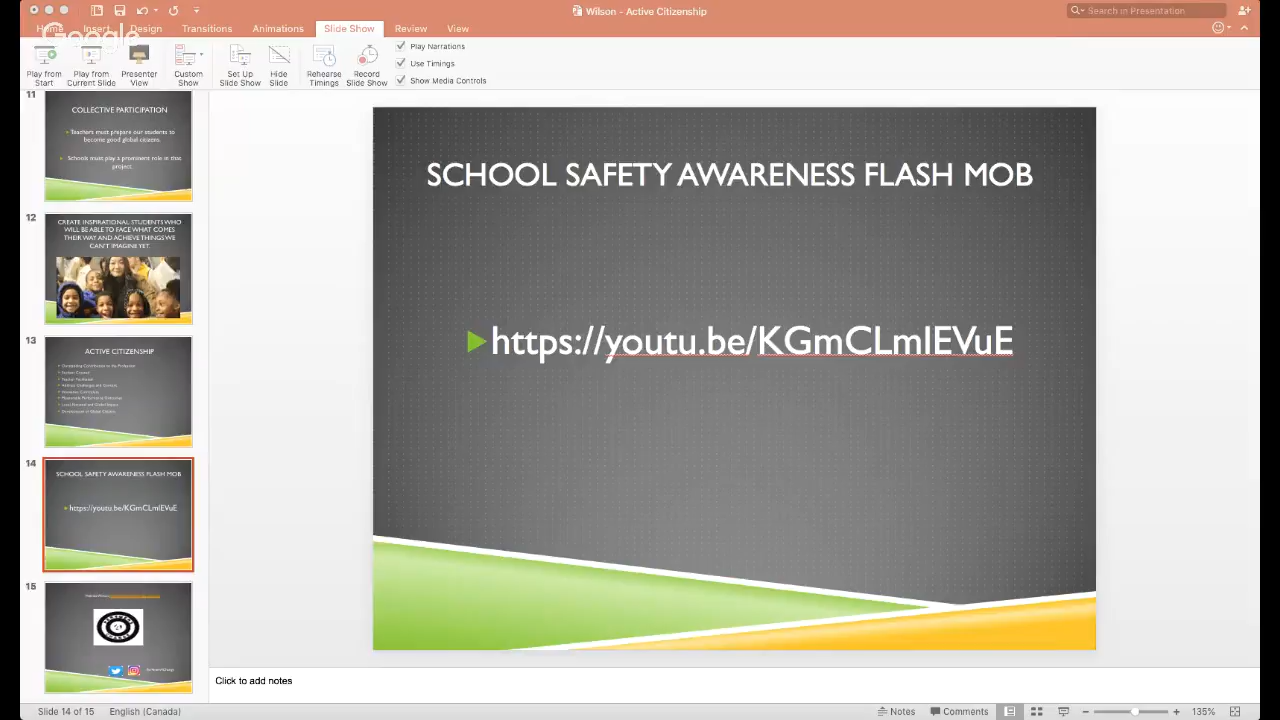 Wilson - Active Citizenship
Search in Presentation
Home Insert Design Transitions Animations Slide Show Review View
Google
Play from Start
Play from Current Slide
Presenter View
Custom Show
Set Up Slide Show
Hide Slide
Rehearse Timings
Record Slide Show
Play Narrations
Use Timings
Show Media Controls
11
COLLECTIVE PARTICIPATION
Teachers must prepare our students to
become good global citizens.
Schools must play a prominent role in that
project.
12
CREATE INSPIRATIONAL STUDENTS WHO
WILL BE ABLE TO FACE WHAT COMES
THEIR WAY AND ACHIEVE THINGS WE
CAN'T IMAGINE YET.
13
ACTIVE CITIZENSHIP
14
SCHOOL SAFETY AWARENESS FLASH MOB
https://youtu.be/KGmCLmlEVuE
15
SCHOOL SAFETY AWARENESS FLASH MOB
https://youtu.be/KGmCLmlEVuE
Click to add notes
Slide 14 of 15
English (Canada)
Notes
Comments
135%